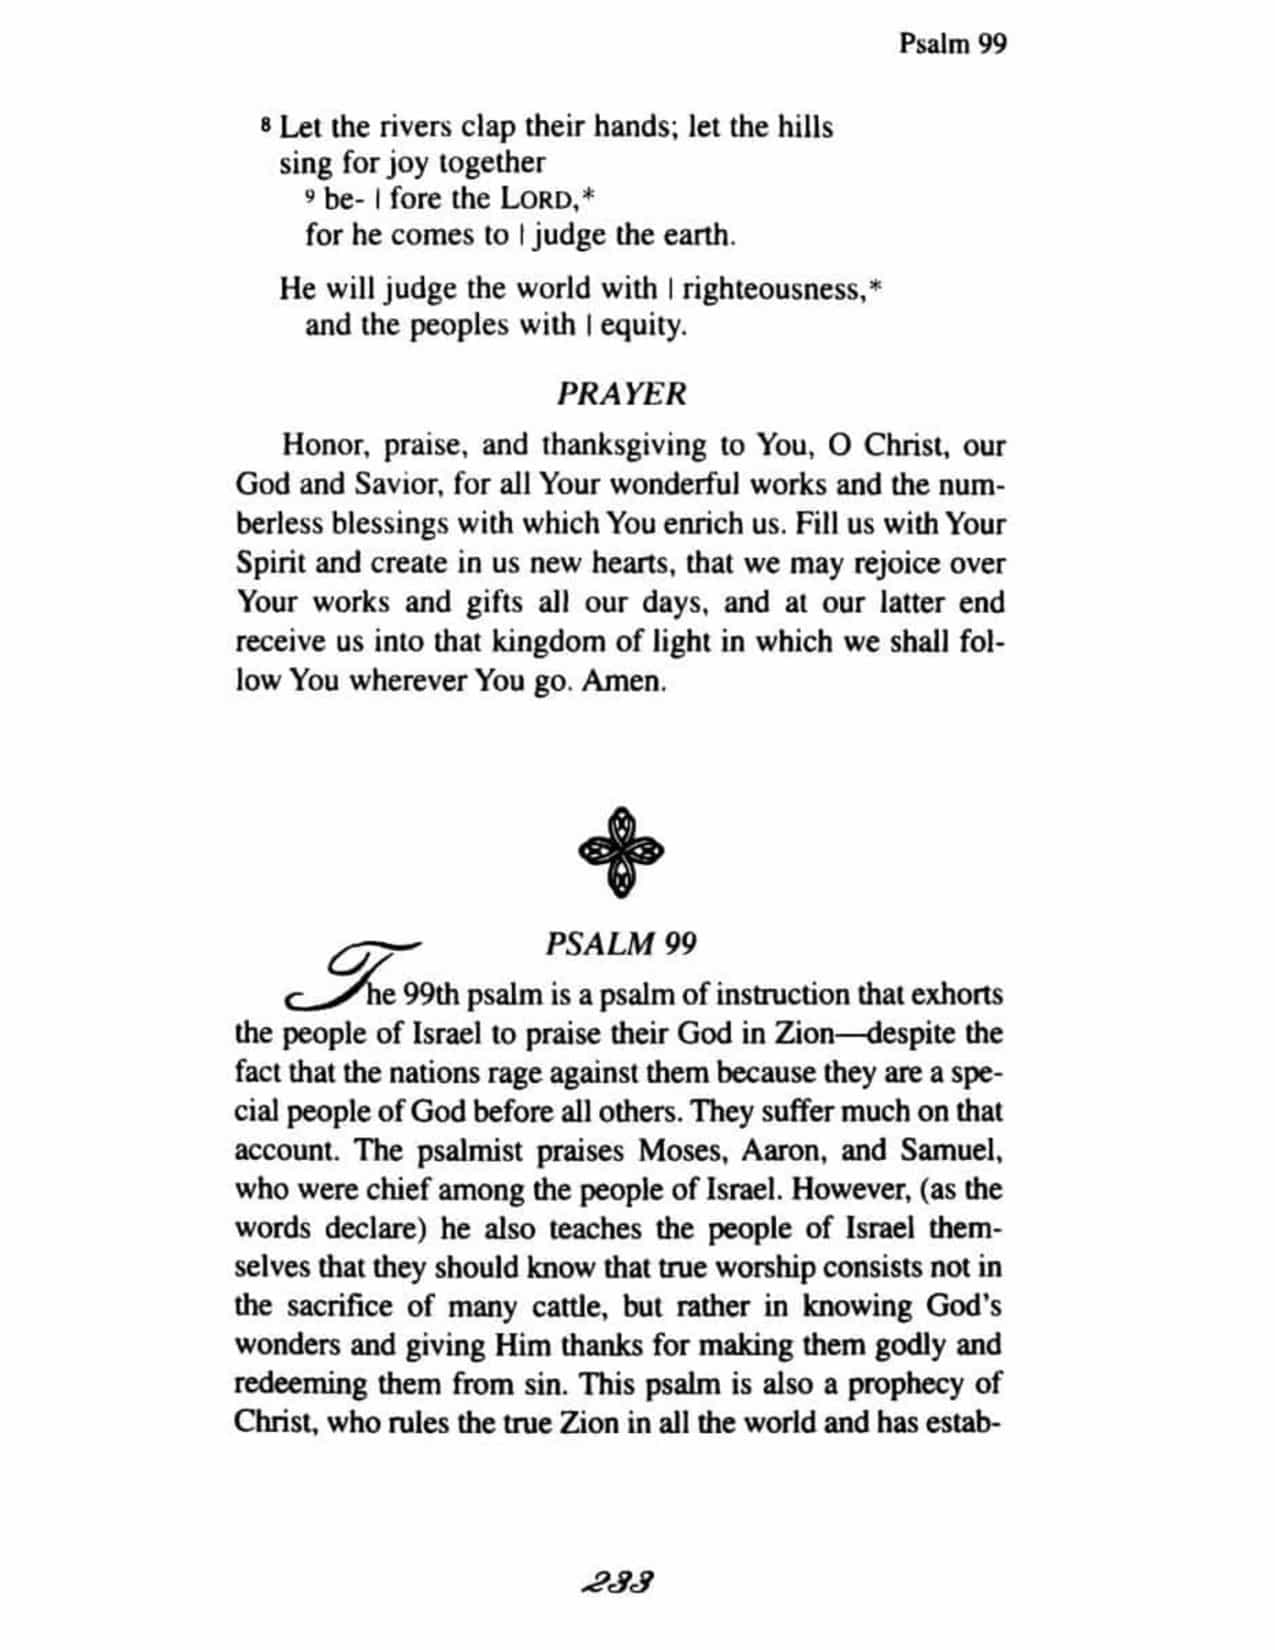 Psalm 99
8 Let the rivers clap their hands; let the hills
sing for joy together
9 be- | fore the LORD,*
for he comes to | judge the earth.
He will judge the world with | righteousness,*
and the peoples with | equity.
PRAYER
Honor, praise, and thanksgiving to You, O Christ, our
God and Savior, for all Your wonderful works and the num-
berless blessings with which You enrich us. Fill us with Your
Spirit and create in us new hearts, that we may rejoice over
Your works and gifts all our days, and at our latter end
receive us into that kingdom of light in which we shall fol-
low You wherever You go. Amen.
PSALM 99
The 99th psalm is a psalm of instruction that exhorts
the people of Israel to praise their God in Zion—despite the
fact that the nations rage against them because they are a spe-
cial people of God before all others. They suffer much on that
account. The psalmist praises Moses, Aaron, and Samuel,
who were chief among the people of Israel. However, (as the
words declare) he also teaches the people of Israel them-
selves that they should know that true worship consists not in
the sacrifice of many cattle, but rather in knowing God's
wonders and giving Him thanks for making them godly and
redeeming them from sin. This psalm is also a prophecy of
Christ, who rules the true Zion in all the world and has estab-
233